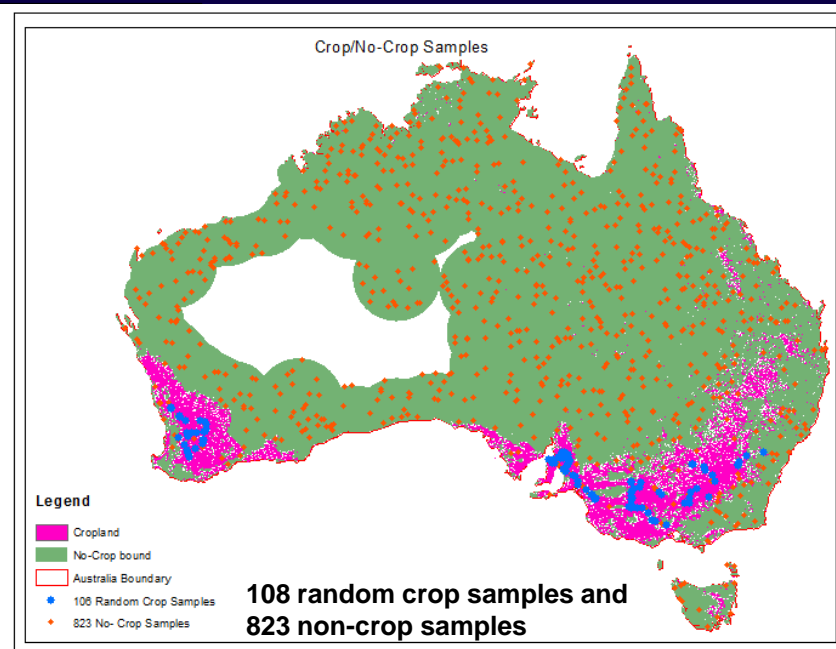 Crop/No-Crop Samples
Legend
Cropland
No-Crop bound
Australia Boundary
108 Random Crop Samples
823 No- Crop Samples
108 random crop samples and
823 non-crop samples